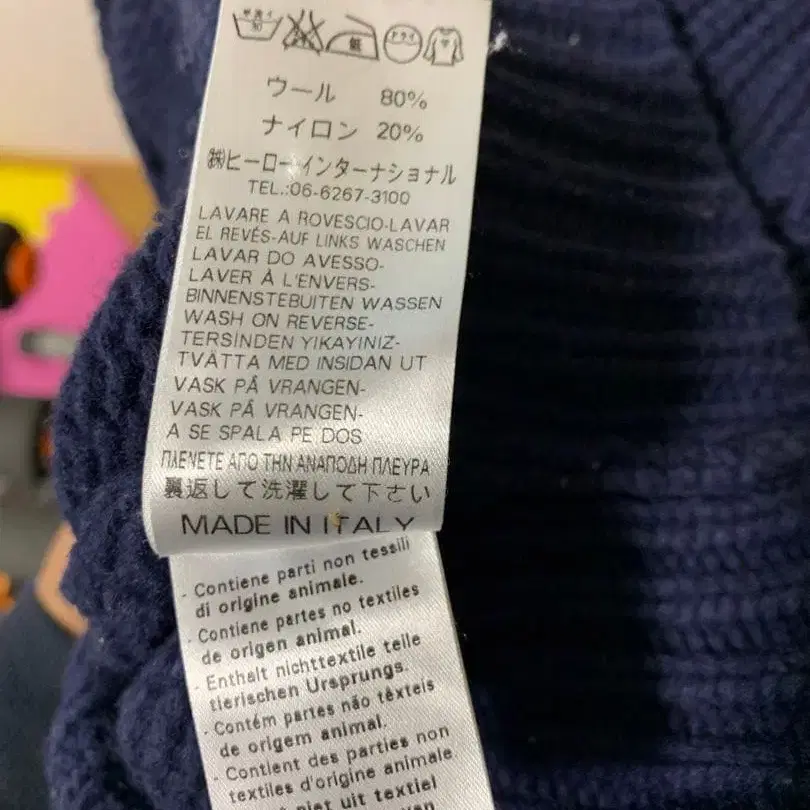 ウール 80%
ナイロン 20%
㈱ヒーローインターナショナル
TEL.:06-6267-3100
LAVARE A ROVESCIO-LAVAR
EL REVÉS-AUF LINKS WASCHEN
LAVAR DO AVESSO-
LAVER À L'ENVERS-
BINNENSTEBUITEN WASSEN
WASH ON REVERSE-
TERSİNDEN YIKAYINIZ-
TVÄTTA MED INSIDAN UT
VASK PÅ VRANGEN-
VASK PÅ VRANGEN-
A SE SPALA PE DOS
ΠΛΕΝΕΤΕ ΑΠΟ ΤΗΝ ΑΝΑΠΟΔΗ ΠΛΕΥΡΑ
裏返して洗濯して下さい
MADE IN ITALY
- Contiene parti non tessili
di origine animale.
- Contiene partes no textiles
de origen animal.
- Enthält nichttextile teile
tierischen Ursprungs.
- Contém partes não têxteis
de origem animal.
- Contient des parties non
textiles d'origine animale
niet uit textiel